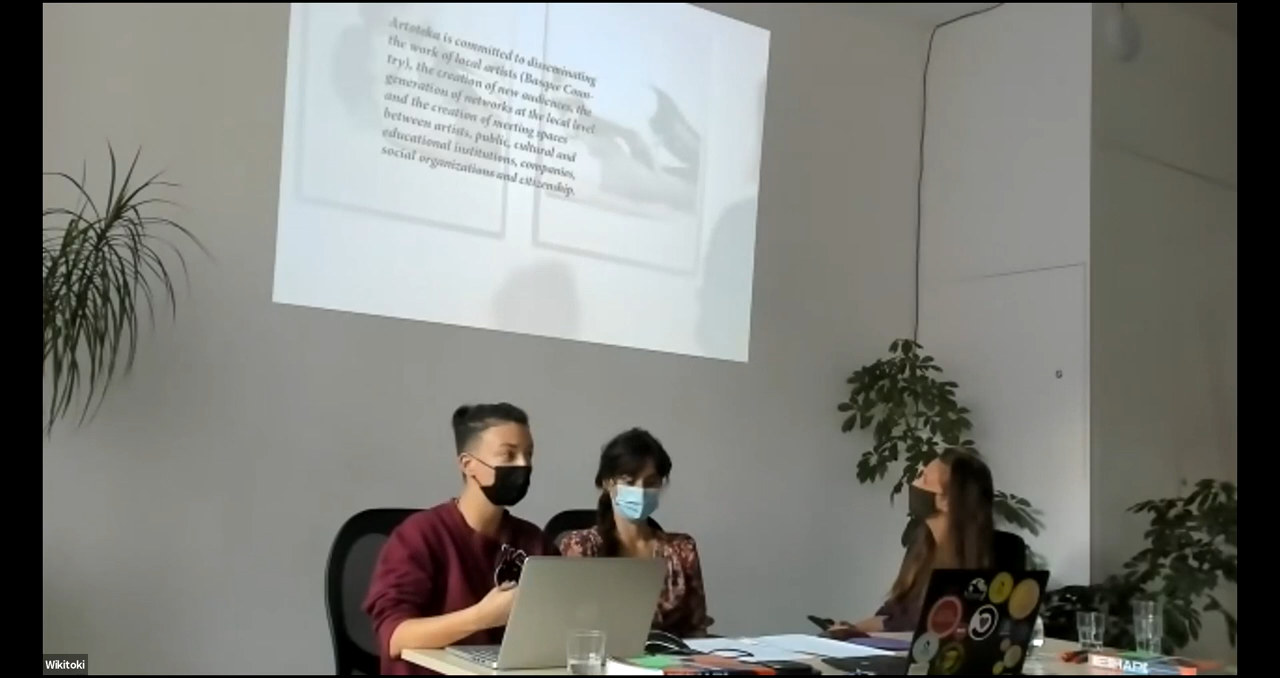 Artoteka is committed to disseminating
the work of local artists (Basque Coun-
try), the creation of new audiences, the
generation of networks at the local level
and the creation of meeting spaces
between artists, public, cultural and
educational institutions, companies,
social organizations and citizenship.
Wikitoki